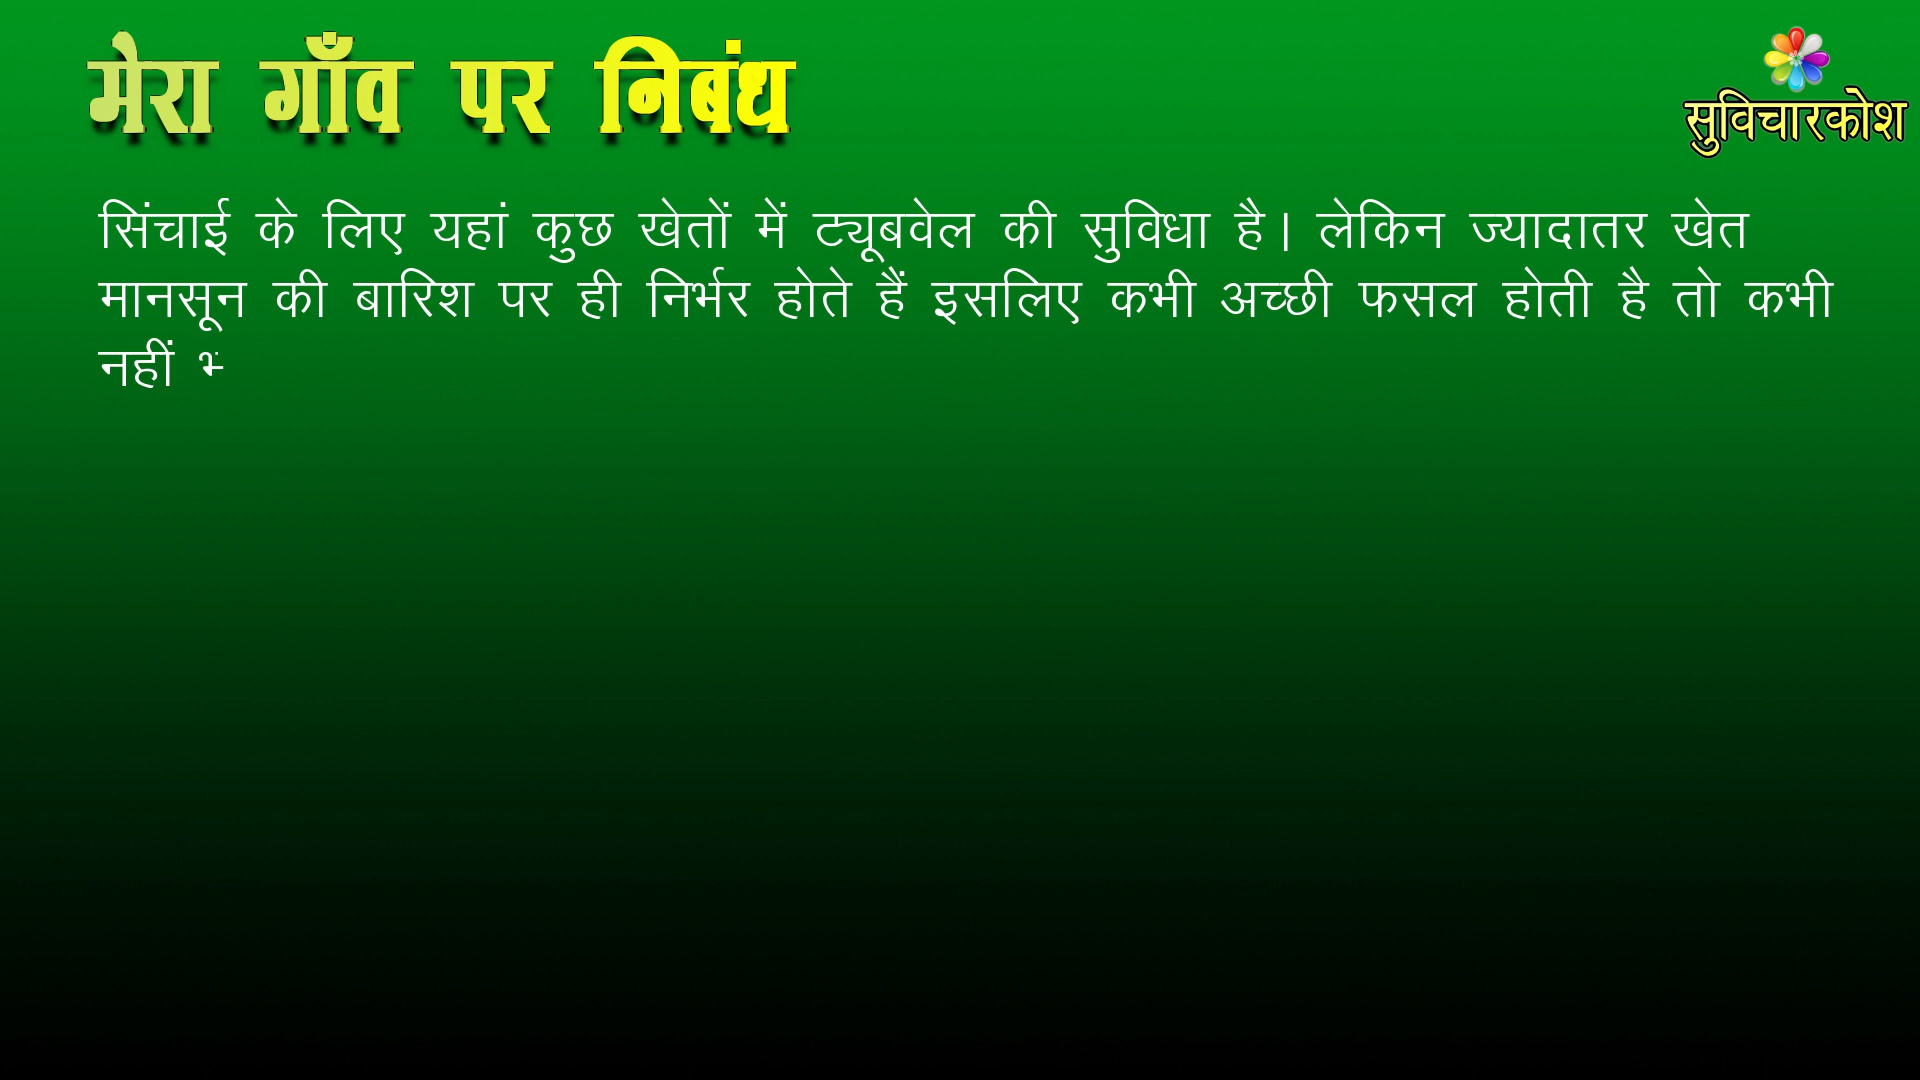 मेरा गाँव पर निबंध
सुविचारकोश
सिंचाई के लिए यहां कुछ खेतों में ट्यूबवेल की सुविधा है। लेकिन ज्यादातर खेत
मानसून की बारिश पर ही निर्भर होते हैं इसलिए कभी अच्छी फसल होती है तो कभी
नहीं